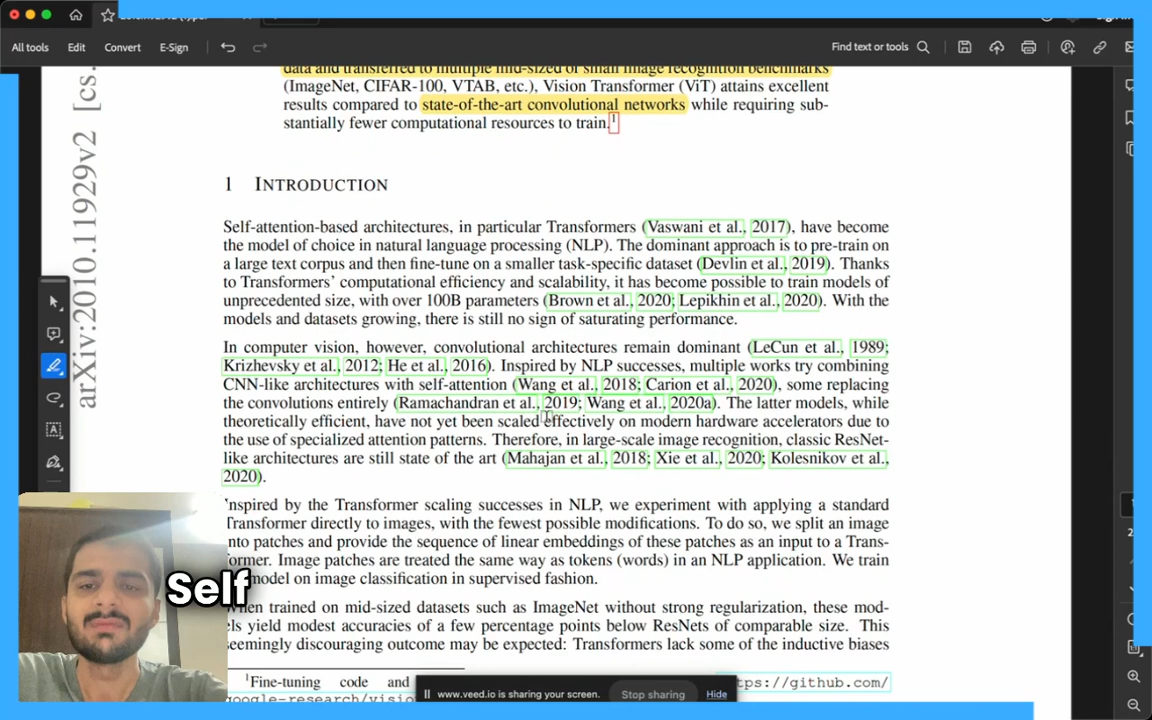 All tools Edit Convert E-Sign Find text or tools
data and transferred to multiple mid-sized or small image recognition benchmarks
(ImageNet, CIFAR-100, VTAB, etc.), Vision Transformer (ViT) attains excellent
results compared to state-of-the-art convolutional networks while requiring sub-
stantially fewer computational resources to train.1
arXiv:2010.11929v2 [cs.
1 INTRODUCTION
Self-attention-based architectures, in particular Transformers (Vaswani et al., 2017), have become
the model of choice in natural language processing (NLP). The dominant approach is to pre-train on
a large text corpus and then fine-tune on a smaller task-specific dataset (Devlin et al., 2019). Thanks
to Transformers' computational efficiency and scalability, it has become possible to train models of
unprecedented size, with over 100B parameters (Brown et al., 2020; Lepikhin et al., 2020). With the
models and datasets growing, there is still no sign of saturating performance.
In computer vision, however, convolutional architectures remain dominant (LeCun et al., 1989;
Krizhevsky et al., 2012; He et al., 2016). Inspired by NLP successes, multiple works try combining
CNN-like architectures with self-attention (Wang et al., 2018; Carion et al., 2020), some replacing
the convolutions entirely (Ramachandran et al., 2019; Wang et al., 2020a). The latter models, while
theoretically efficient, have not yet been scaled effectively on modern hardware accelerators due to
the use of specialized attention patterns. Therefore, in large-scale image recognition, classic ResNet-
like architectures are still state of the art (Mahajan et al., 2018; Xie et al., 2020; Kolesnikov et al.,
2020).
Inspired by the Transformer scaling successes in NLP, we experiment with applying a standard
Transformer directly to images, with the fewest possible modifications. To do so, we split an image
into patches and provide the sequence of linear embeddings of these patches as an input to a Trans-
former. Image patches are treated the same way as tokens (words) in an NLP application. We train
model on image classification in supervised fashion.
Self
When trained on mid-sized datasets such as ImageNet without strong regularization, these mod-
els yield modest accuracies of a few percentage points below ResNets of comparable size. This
seemingly discouraging outcome may be expected: Transformers lack some of the inductive biases
1Fine-tuning code and ttps://github.com/
google-research/visi
www.veed.io is sharing your screen. Stop sharing Hide